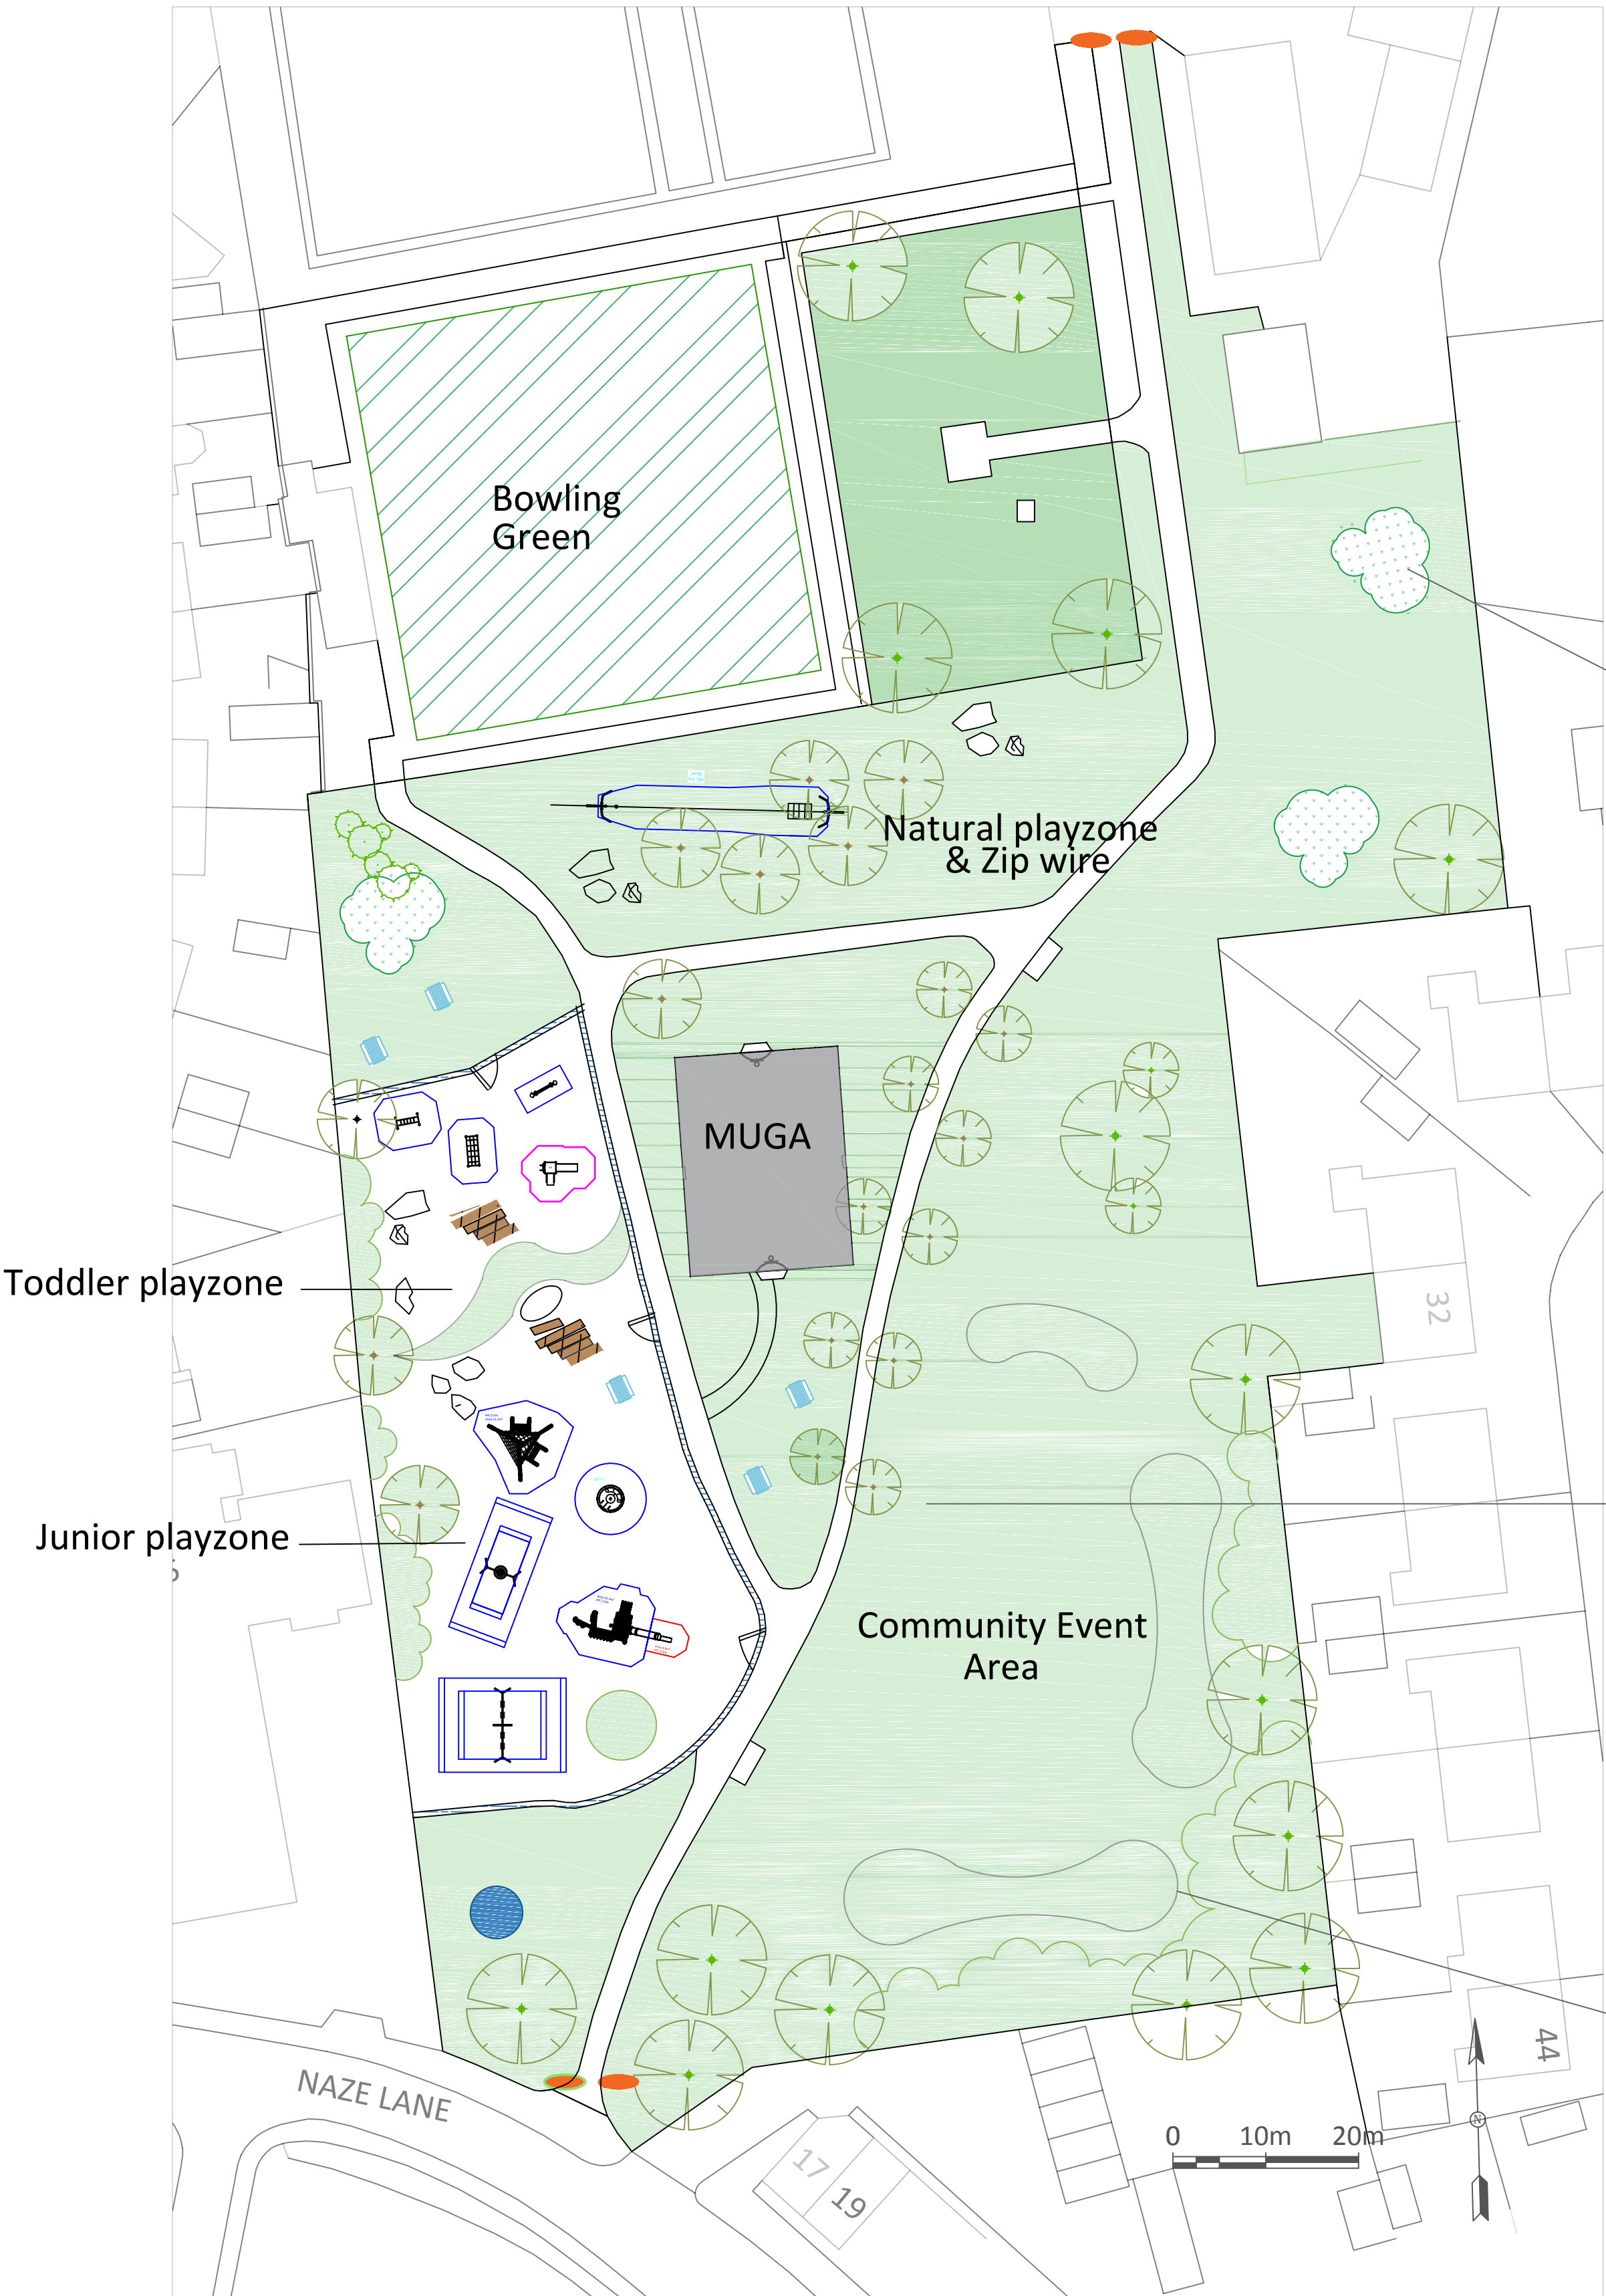 Bowling
Green
Natural playzone
& Zip wire
MUGA
Toddler playzone
32
Junior playzone
Community Event
Area
NAZE LANE
44
N
0 10m 20m
17
19